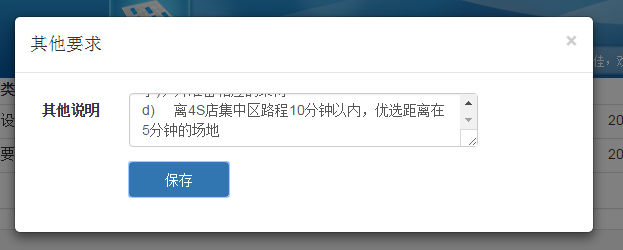 其他要求
×
其他说明
d) 离4S店集中区路程10分钟以内，优选距离在
5分钟的场地
保存
类
设
要
佳，欢
20
20